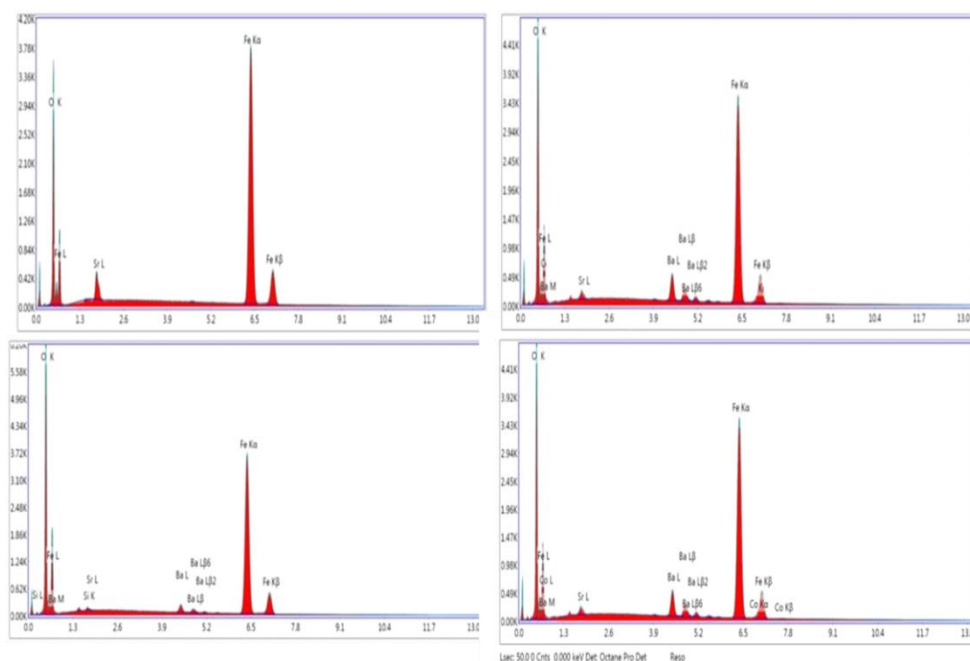 4.20K
3.78K
Fe Kα
3.36K
2.94K
O K
2.52K
2.10K
1.68K
1.26K
0.84K
Fe L
Sr L
0.42K
Fe Kβ
0.00K
0.0 1.3 2.6 3.9 5.2 6.5 7.8 9.1 10.4 11.7 13.0
4.41K
O K
3.92K
Fe Kα
3.43K
2.94K
2.45K
1.96K
1.47K
Fe L
Ba Lβ
0.98K
Ba L
Ba Lβ2
Fe Kβ
0.49K
Ba M
Sr L
Ba Lβ6
0.00K
0.0 1.3 2.6 3.9 5.2 6.5 7.8 9.1 10.4 11.7 13.0
O K
5.58K
4.96K
4.34K
Fe Kα
3.72K
3.10K
2.48K
1.86K
1.24K
Fe L
Ba Lβ6
0.62K
Sr L
Ba L
Ba Lβ2
Fe Kβ
Si L
Ba M
Si K
Ba Lβ
0.00K
0.0 1.3 2.6 3.9 5.2 6.5 7.8 9.1 10.4 11.7 13.0
4.41K
O K
3.92K
Fe Kα
3.43K
2.94K
2.45K
1.96K
1.47K
Fe L
Ba Lβ
0.98K
Co L
Ba L
Ba Lβ2
Fe Kβ
0.49K
Ba M
Sr L
Ba Lβ6
Co Kα
Co Kβ
0.00K
0.0 1.3 2.6 3.9 5.2 6.5 7.8 9.1 10.4 11.7 13.0
Lsec: 50.0 0 Cnts 0.000 keV Det: Octane Pro Det Reso